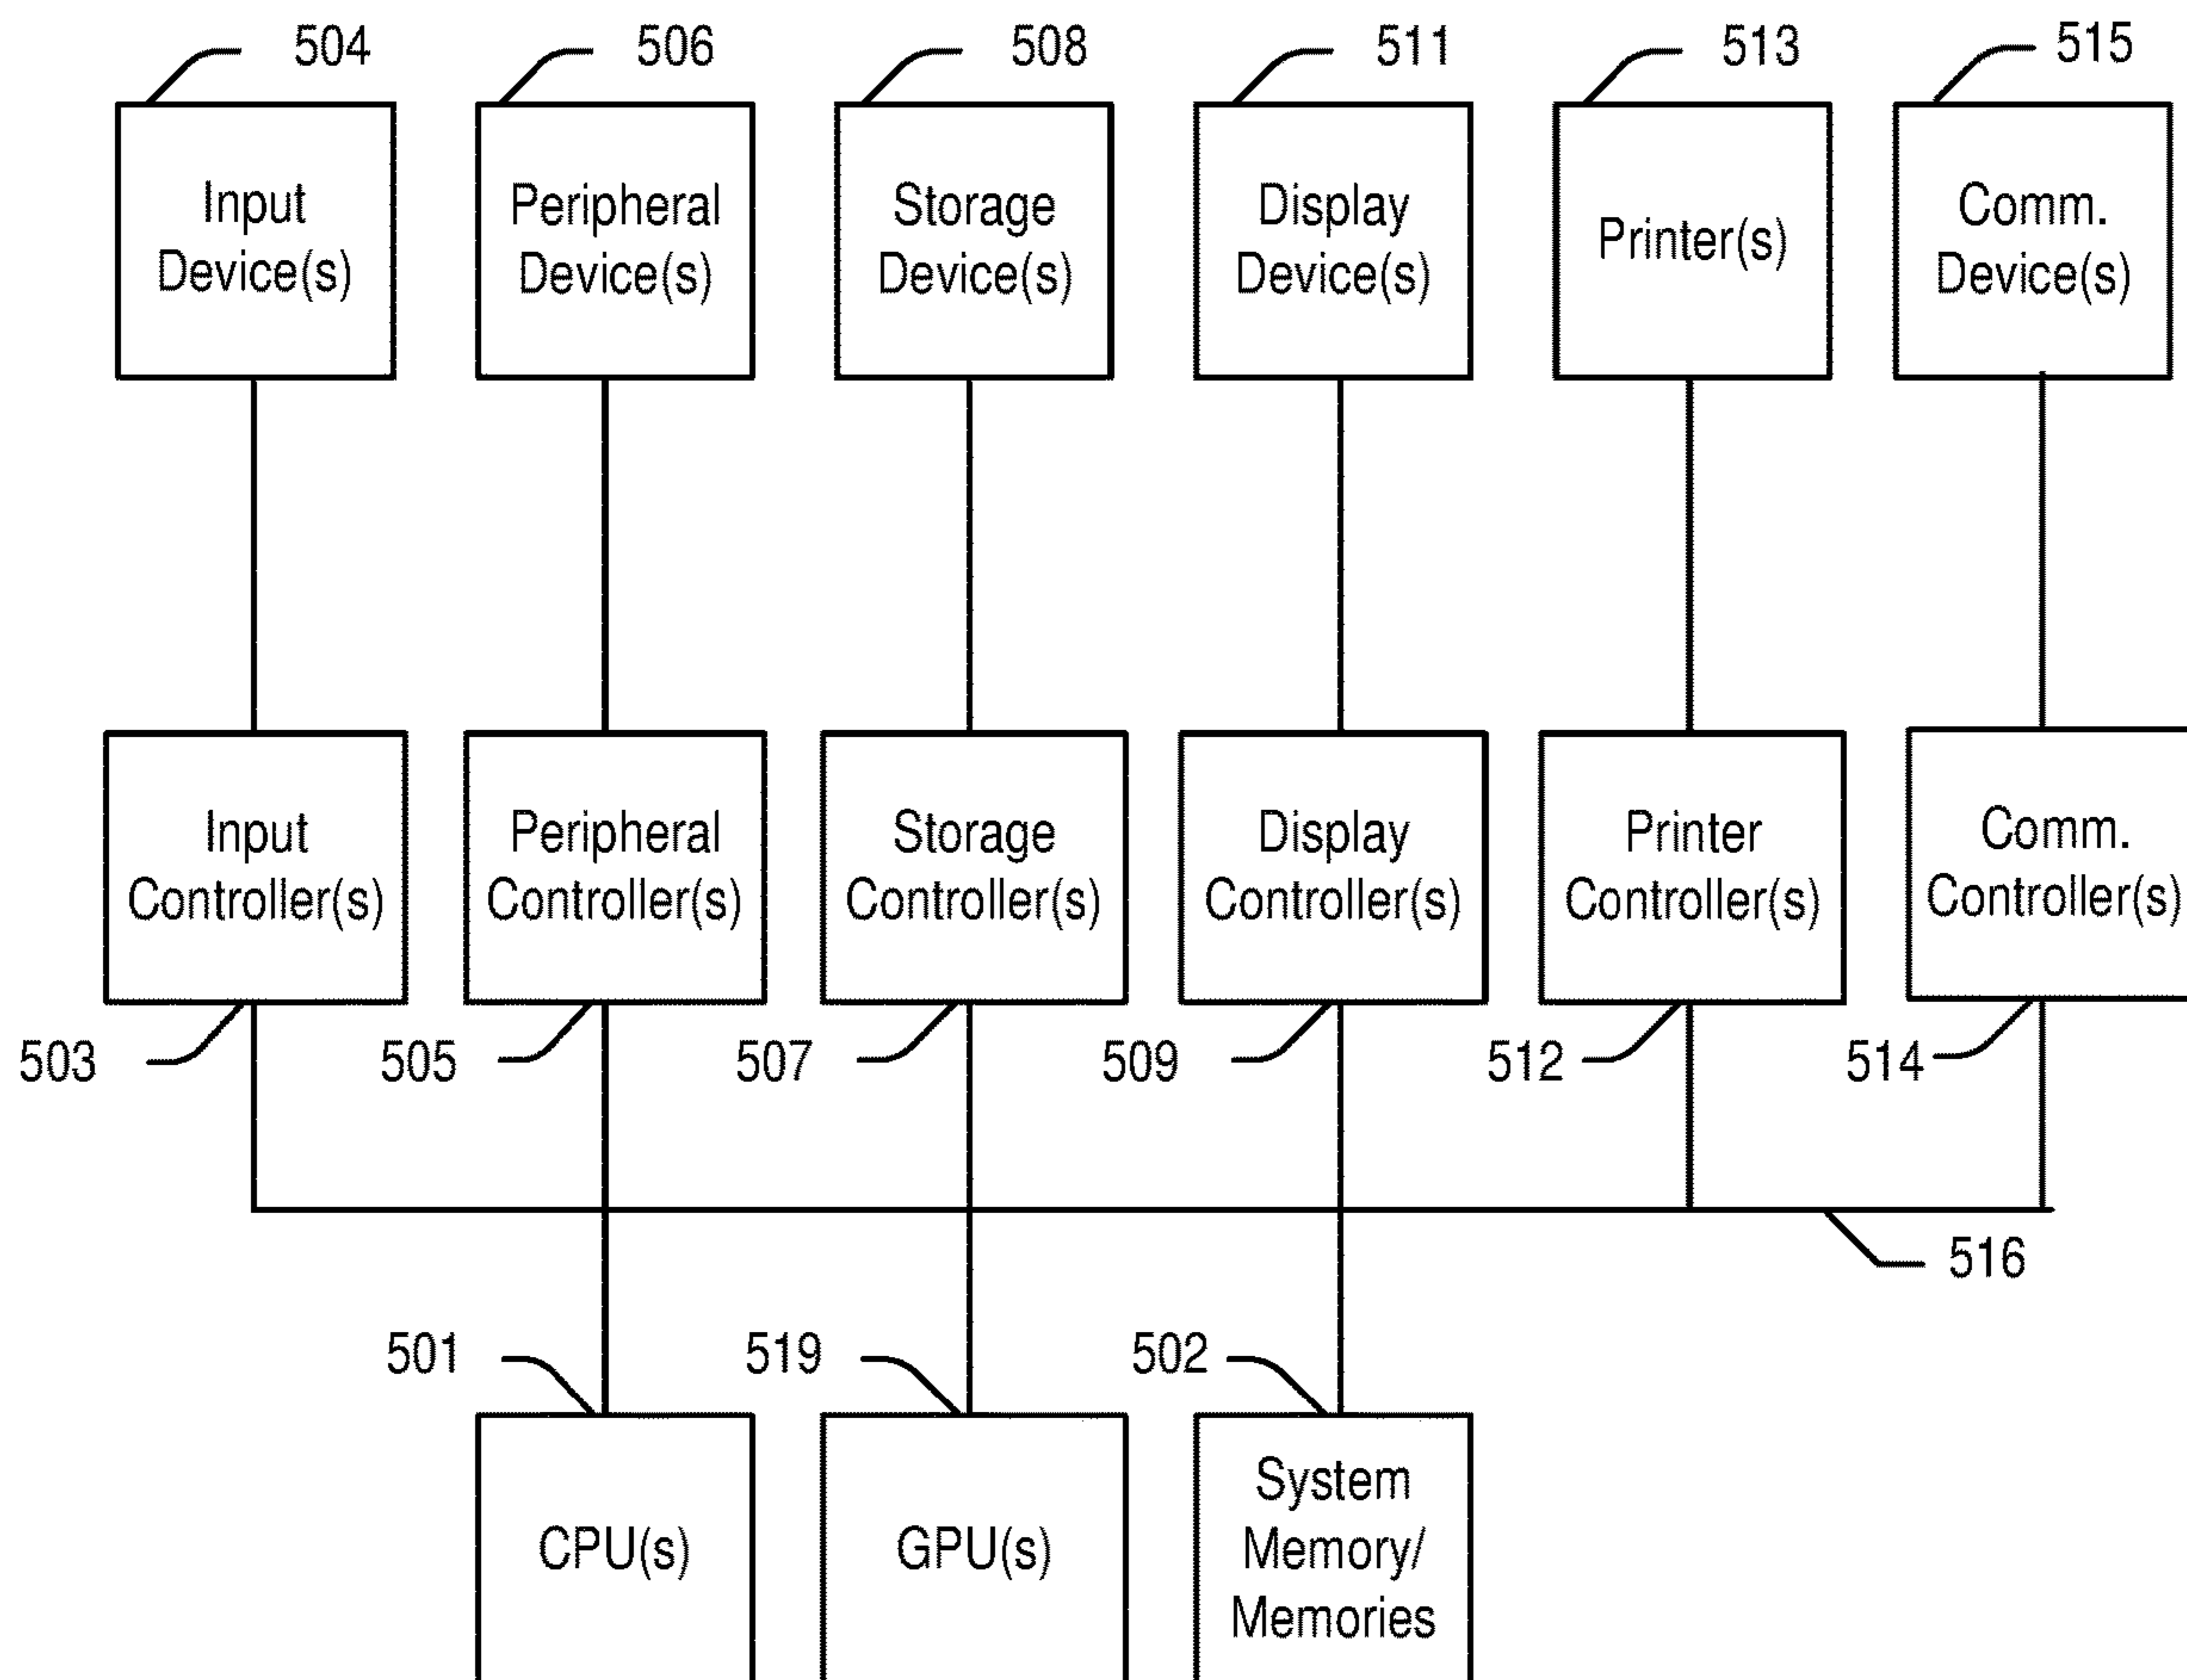 504
506
508
511
513
515
Input
Device(s)
Peripheral
Device(s)
Storage
Device(s)
Display
Device(s)
Printer(s)
Comm.
Device(s)
Input
Controller(s)
Peripheral
Controller(s)
Storage
Controller(s)
Display
Controller(s)
Printer
Controller(s)
Comm.
Controller(s)
503
505
507
509
512
514
516
501
519
502
CPU(s)
GPU(s)
System
Memory/
Memories